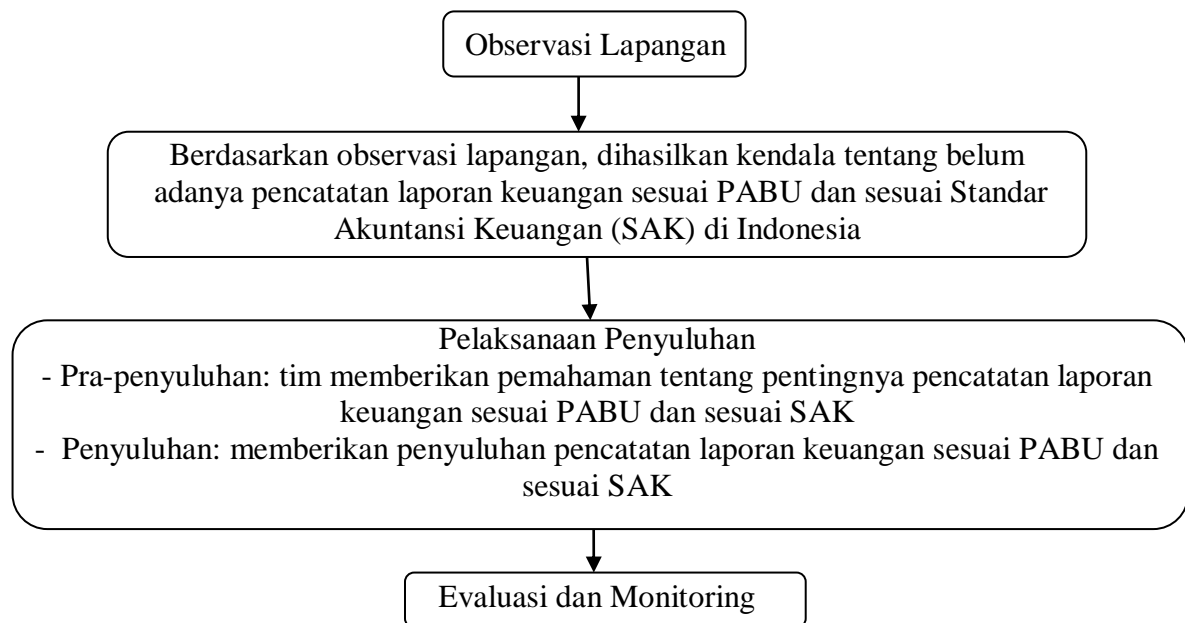 Observasi Lapangan
Berdasarkan observasi lapangan, dihasilkan kendala tentang belum
adanya pencatatan laporan keuangan sesuai PABU dan sesuai Standar
Akuntansi Keuangan (SAK) di Indonesia
Pelaksanaan Penyuluhan
- Pra-penyuluhan: tim memberikan pemahaman tentang pentingnya pencatatan laporan
keuangan sesuai PABU dan sesuai SAK
- Penyuluhan: memberikan penyuluhan pencatatan laporan keuangan sesuai PABU dan
sesuai SAK
Evaluasi dan Monitoring